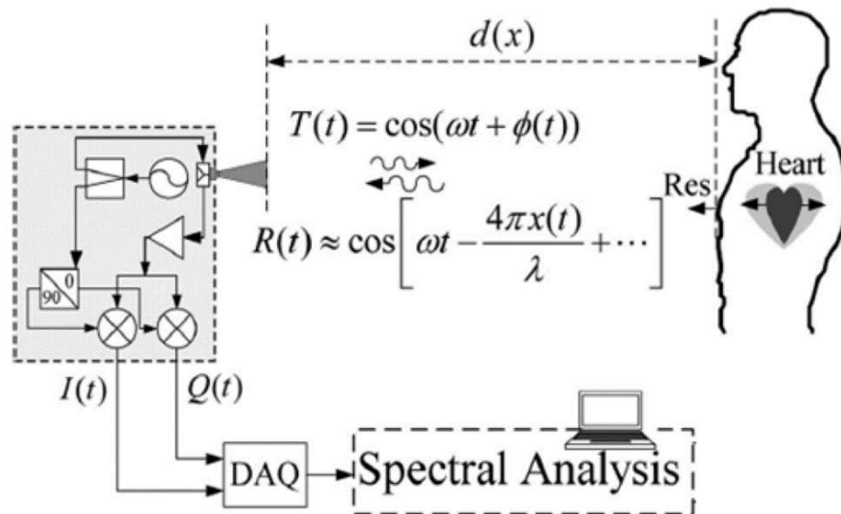 d(x)
T(t) = cos(ωt + ϕ(t))
Heart
Res
R(t) ≈ cos[ωt − 4πx(t)/λ + ⋯]
0
90
I(t)
Q(t)
DAQ
Spectral Analysis